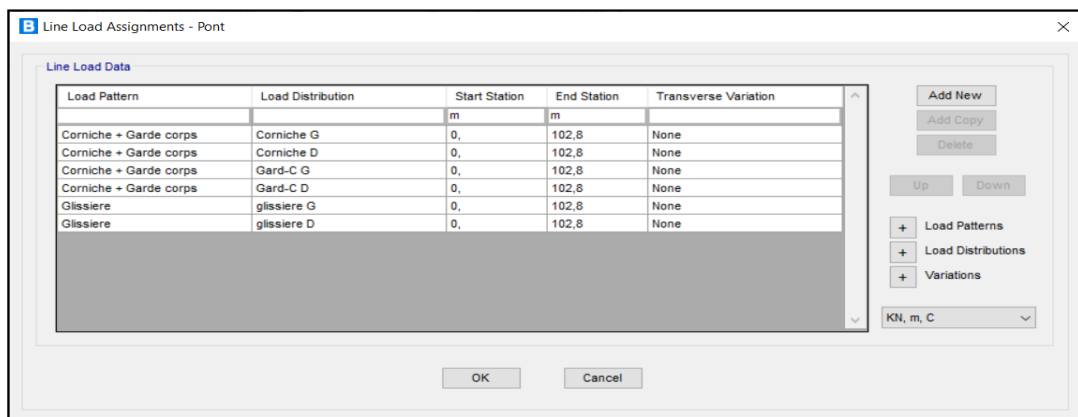 B Line Load Assignments - Pont
Line Load Data
Load Pattern Load Distribution Start Station End Station Transverse Variation
m m
Corniche + Garde corps Corniche G 0, 102,8 None
Corniche + Garde corps Corniche D 0, 102,8 None
Corniche + Garde corps Gard-C G 0, 102,8 None
Corniche + Garde corps Gard-C D 0, 102,8 None
Glissiere glissiere G 0, 102,8 None
Glissiere glissiere D 0, 102,8 None
Add New
Add Copy
Delete
Up Down
+ Load Patterns
+ Load Distributions
+ Variations
KN, m, C
OK Cancel